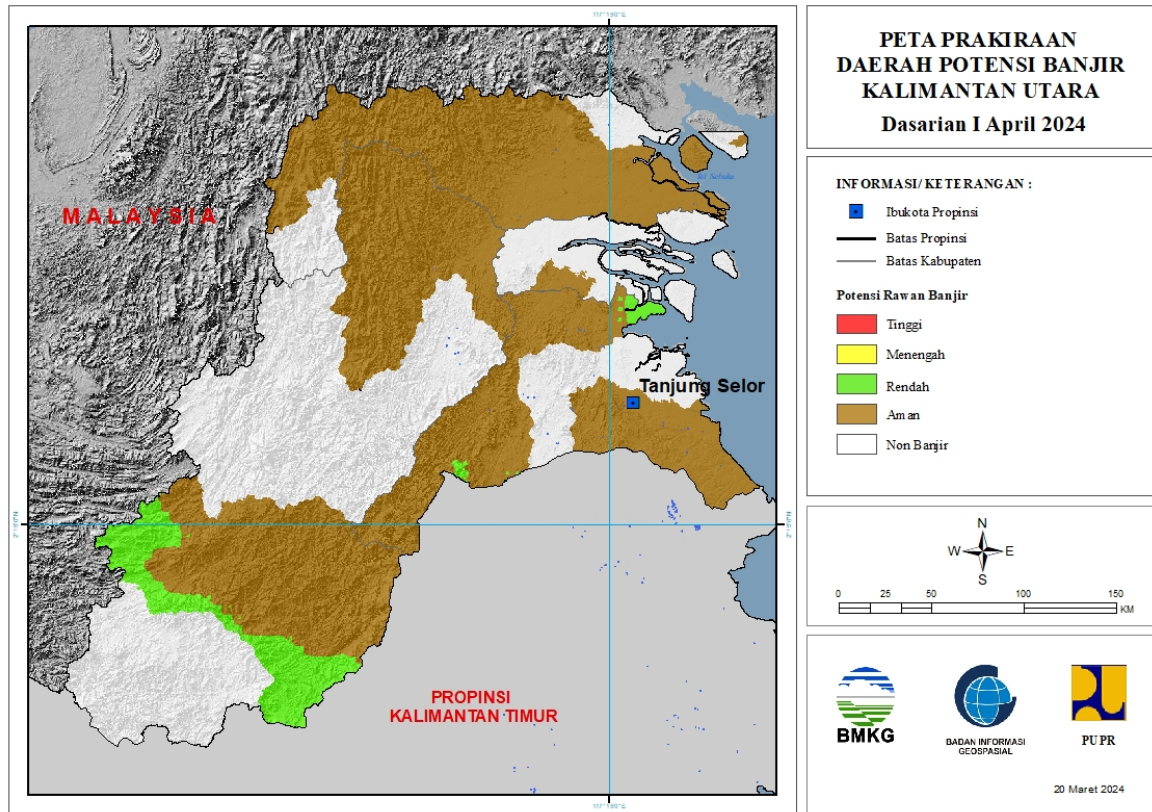 PETA PRAKIRAAN
DAERAH POTENSI BANJIR
KALIMANTAN UTARA
Dasarian I April 2024
INFORMASI/ KETERANGAN :
Ibukota Propinsi
Batas Propinsi
Batas Kabupaten
Potensi Rawan Banjir
Tinggi
Menengah
Rendah
Aman
Non Banjir
N
W E
S
0 25 50 100 150
KM
BMKG
BADAN INFORMASI
GEOSPASIAL
PUPR
20 Maret 2024
MALAYSIA
Tanjung Selor
PROPINSI
KALIMANTAN TIMUR